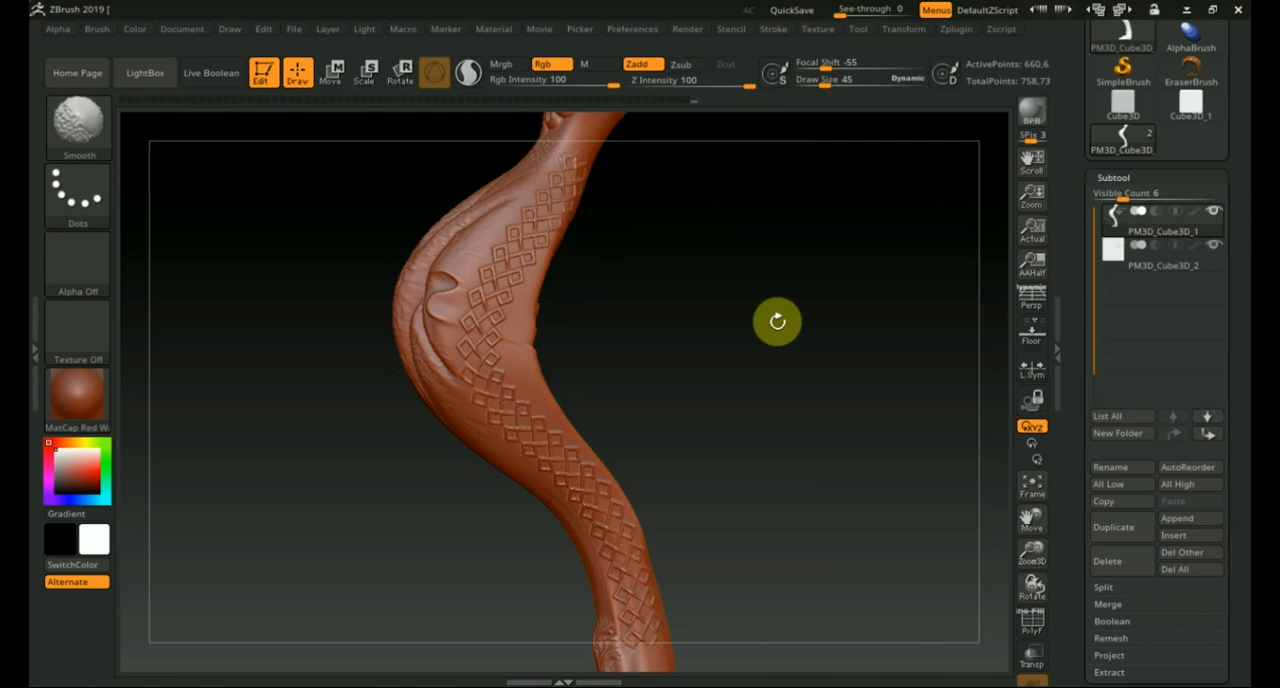 ZBrush 2019 [
AC QuickSave See-through 0 Menus DefaultZScript
Alpha Brush Color Document Draw Edit File Layer Light Macro Marker Material Movie Picker Preferences Render Stencil Stroke Texture Tool Transform Zplugin Zscript
Home Page LightBox Live Boolean Edit Draw Move Scale Rotate
Mrgb Rgb M Zadd Zsub Zcut
Rgb Intensity 100 Z Intensity 100
Focal Shift -55
Draw Size 45 Dynamic
ActivePoints: 660,6
TotalPoints: 758,73
S
D
PM3D_Cube3D_ AlphaBrush
SimpleBrush EraserBrush
Cube3D Cube3D_1
2
PM3D_Cube3D
Smooth
Dots
Alpha Off
Texture Off
MatCap Red W
Gradient
SwitchColor
Alternate
BPR
SPix 3
Scroll
Zoom
Actual
AAHalf
Dynamic
Persp
Floor
L.Sym
XYZ
Frame
Move
Zoom3D
Rotate
PolyF
Transp
Subtool
Visible Count 6
PM3D_Cube3D_1
PM3D_Cube3D_2
List All
New Folder
Rename AutoReorder
All Low All High
Copy Paste
Duplicate Append
Insert
Delete Del Other
Del All
Split
Merge
Boolean
Remesh
Project
Extract